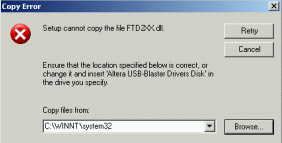 Copy Error
Setup cannot copy the file FTD2XX.dll.
Retry
Cancel
Ensure that the location specified below is correct, or
change it and insert 'Altera USB-Blaster Drivers Disk' in
the drive you specify.
Copy files from:
C:\WINNT\system32
Browse...